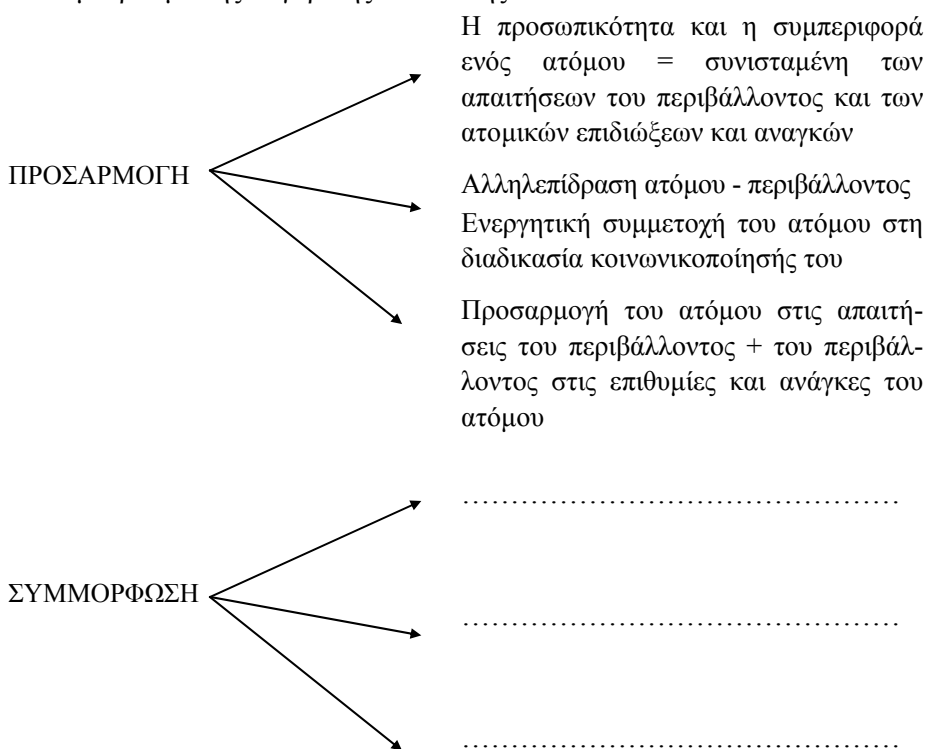 Η προσωπικότητα και η συμπεριφορά
ενός ατόμου = συνισταμένη των
απαιτήσεων του περιβάλλοντος και των
ατομικών επιδιώξεων και αναγκών
ΠΡΟΣΑΡΜΟΓΗ
Αλληλεπίδραση ατόμου - περιβάλλοντος
Ενεργητική συμμετοχή του ατόμου στη
διαδικασία κοινωνικοποίησής του
Προσαρμογή του ατόμου στις απαιτή-
σεις του περιβάλλοντος + του περιβάλ-
λοντος στις επιθυμίες και ανάγκες του
ατόμου
………………………………………
ΣΥΜΜΟΡΦΩΣΗ
………………………………………
………………………………………